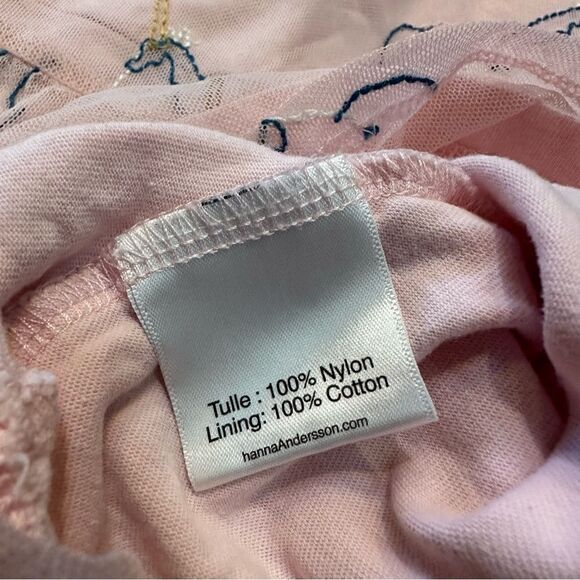 Tulle : 100% Nylon
Lining: 100% Cotton
hannaAndersson.com